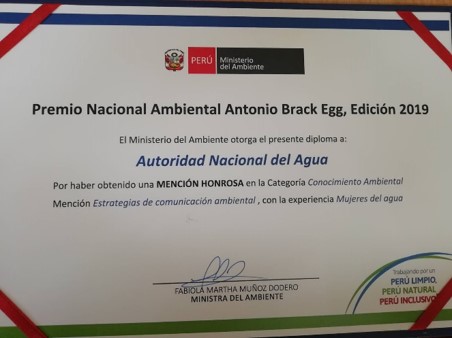 PERÚ
Ministerio
del Ambiente
Premio Nacional Ambiental Antonio Brack Egg, Edición 2019
El Ministerio del Ambiente otorga el presente diploma a:
Autoridad Nacional del Agua
Por haber obtenido una MENCIÓN HONROSA en la Categoría Conocimiento Ambiental
Mención Estrategias de comunicación ambiental , con la experiencia Mujeres del agua
FABIOLA MARTHA MUÑOZ DODERO
MINISTRA DEL AMBIENTE
Trabajando por un
PERÚ LIMPIO,
PERÚ NATURAL
PERÚ INCLUSIVO